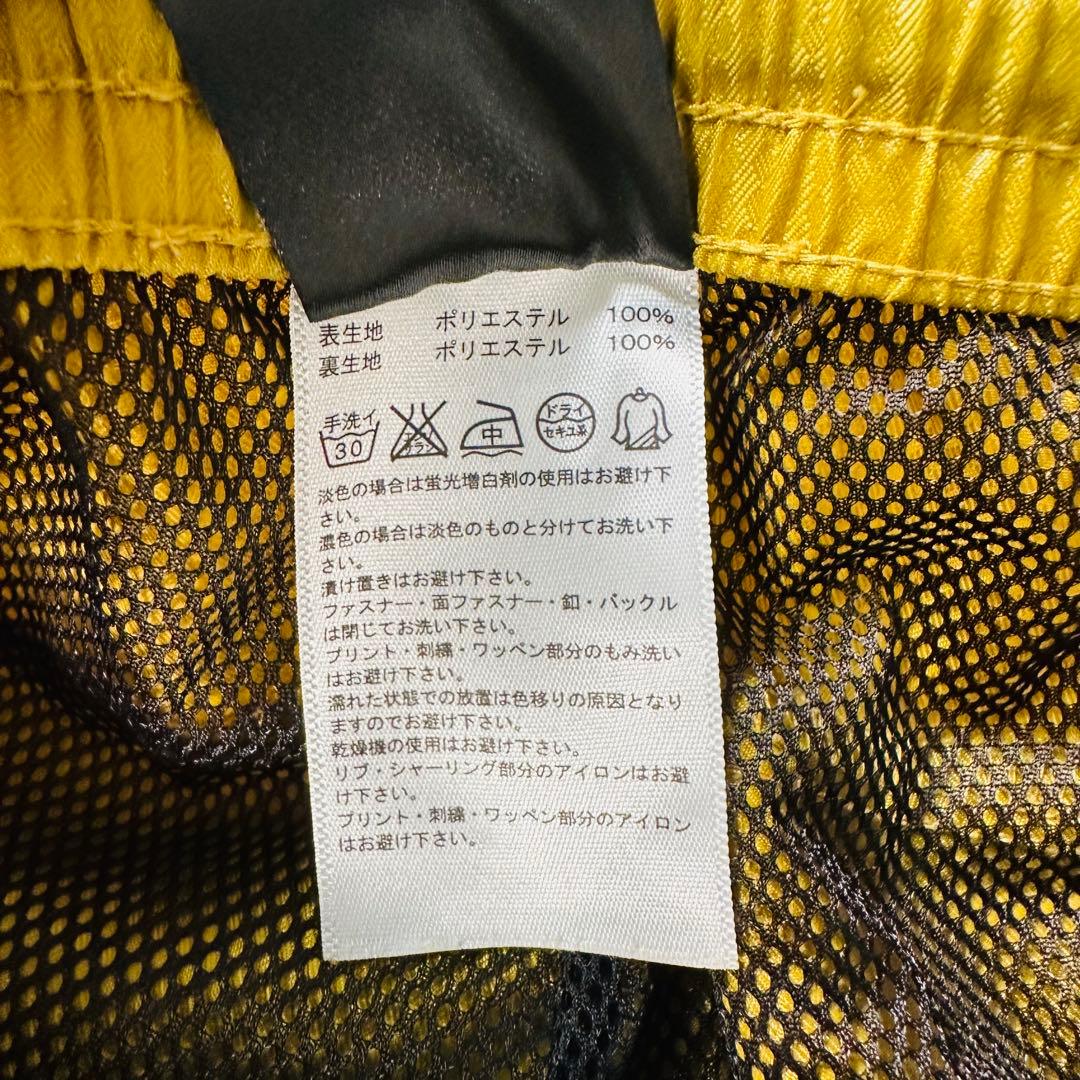 表生地 ポリエステル 100%
裏生地 ポリエステル 100%
手洗イ 30 エンソサラシ 中 ドライ セキユ系
淡色の場合は蛍光増白剤の使用はお避け下
さい。
濃色の場合は淡色のものと分けてお洗い下
さい。
漬け置きはお避け下さい。
ファスナー・面ファスナー・釦・バックル
は閉じてお洗い下さい。
プリント・刺繍・ワッペン部分のもみ洗い
はお避け下さい。
濡れた状態での放置は色移りの原因となり
ますのでお避け下さい。
乾燥機の使用はお避け下さい。
リブ・シャーリング部分のアイロンはお避
け下さい。
プリント・刺繍・ワッペン部分のアイロン
はお避け下さい。